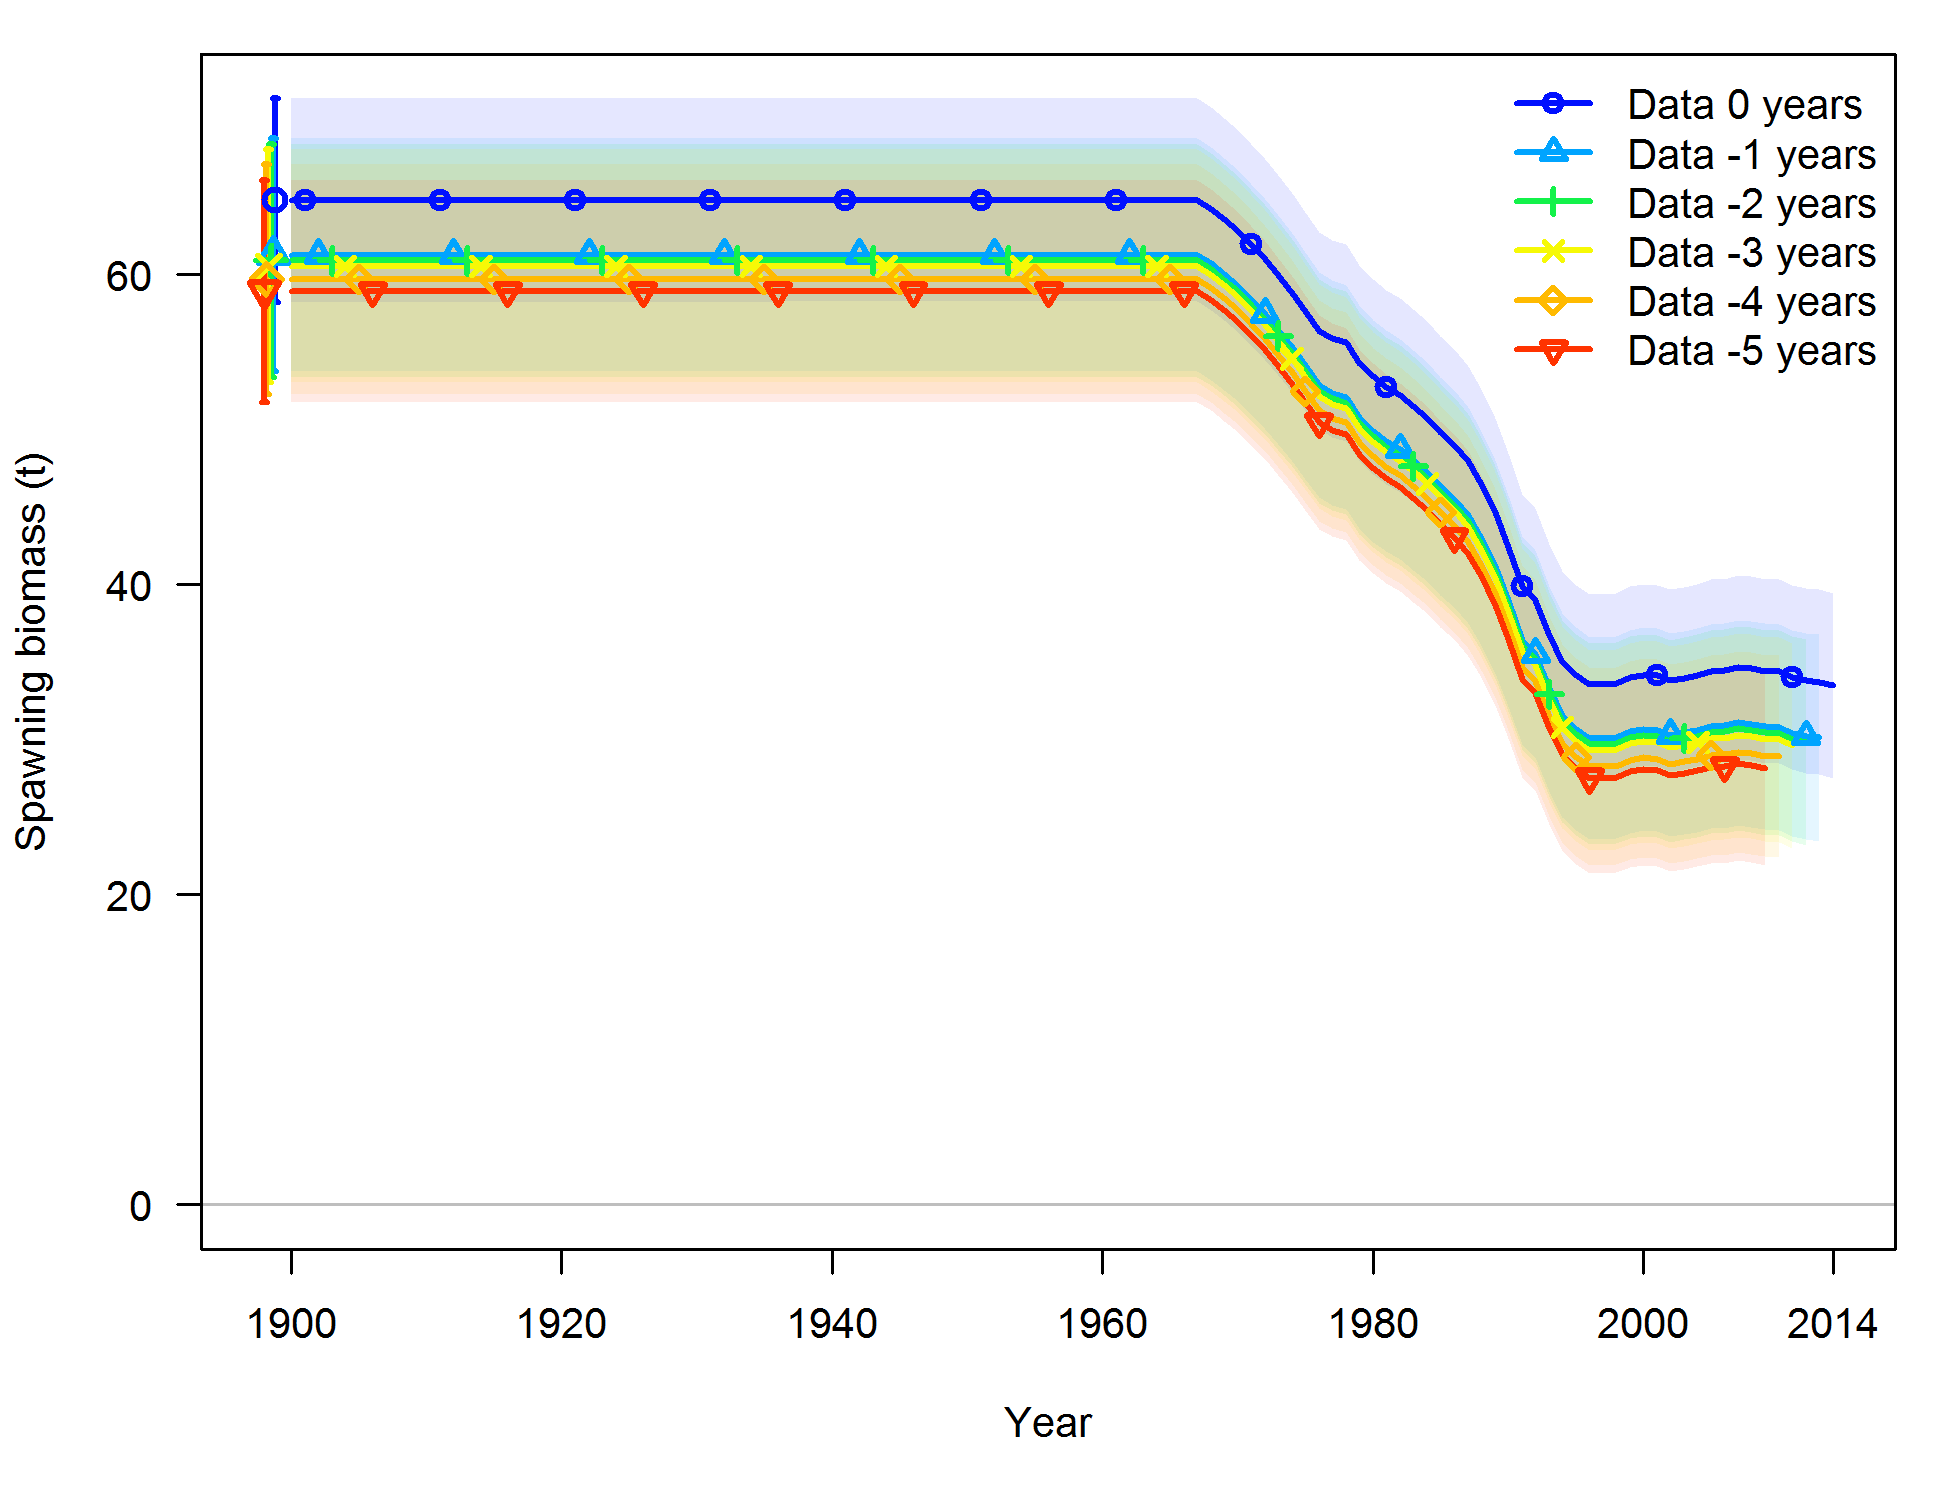 Data 0 years
Data -1 years
Data -2 years
Data -3 years
Data -4 years
Data -5 years
Spawning biomass (t)
60
40
20
0
1900 1920 1940 1960 1980 2000 2014
Year